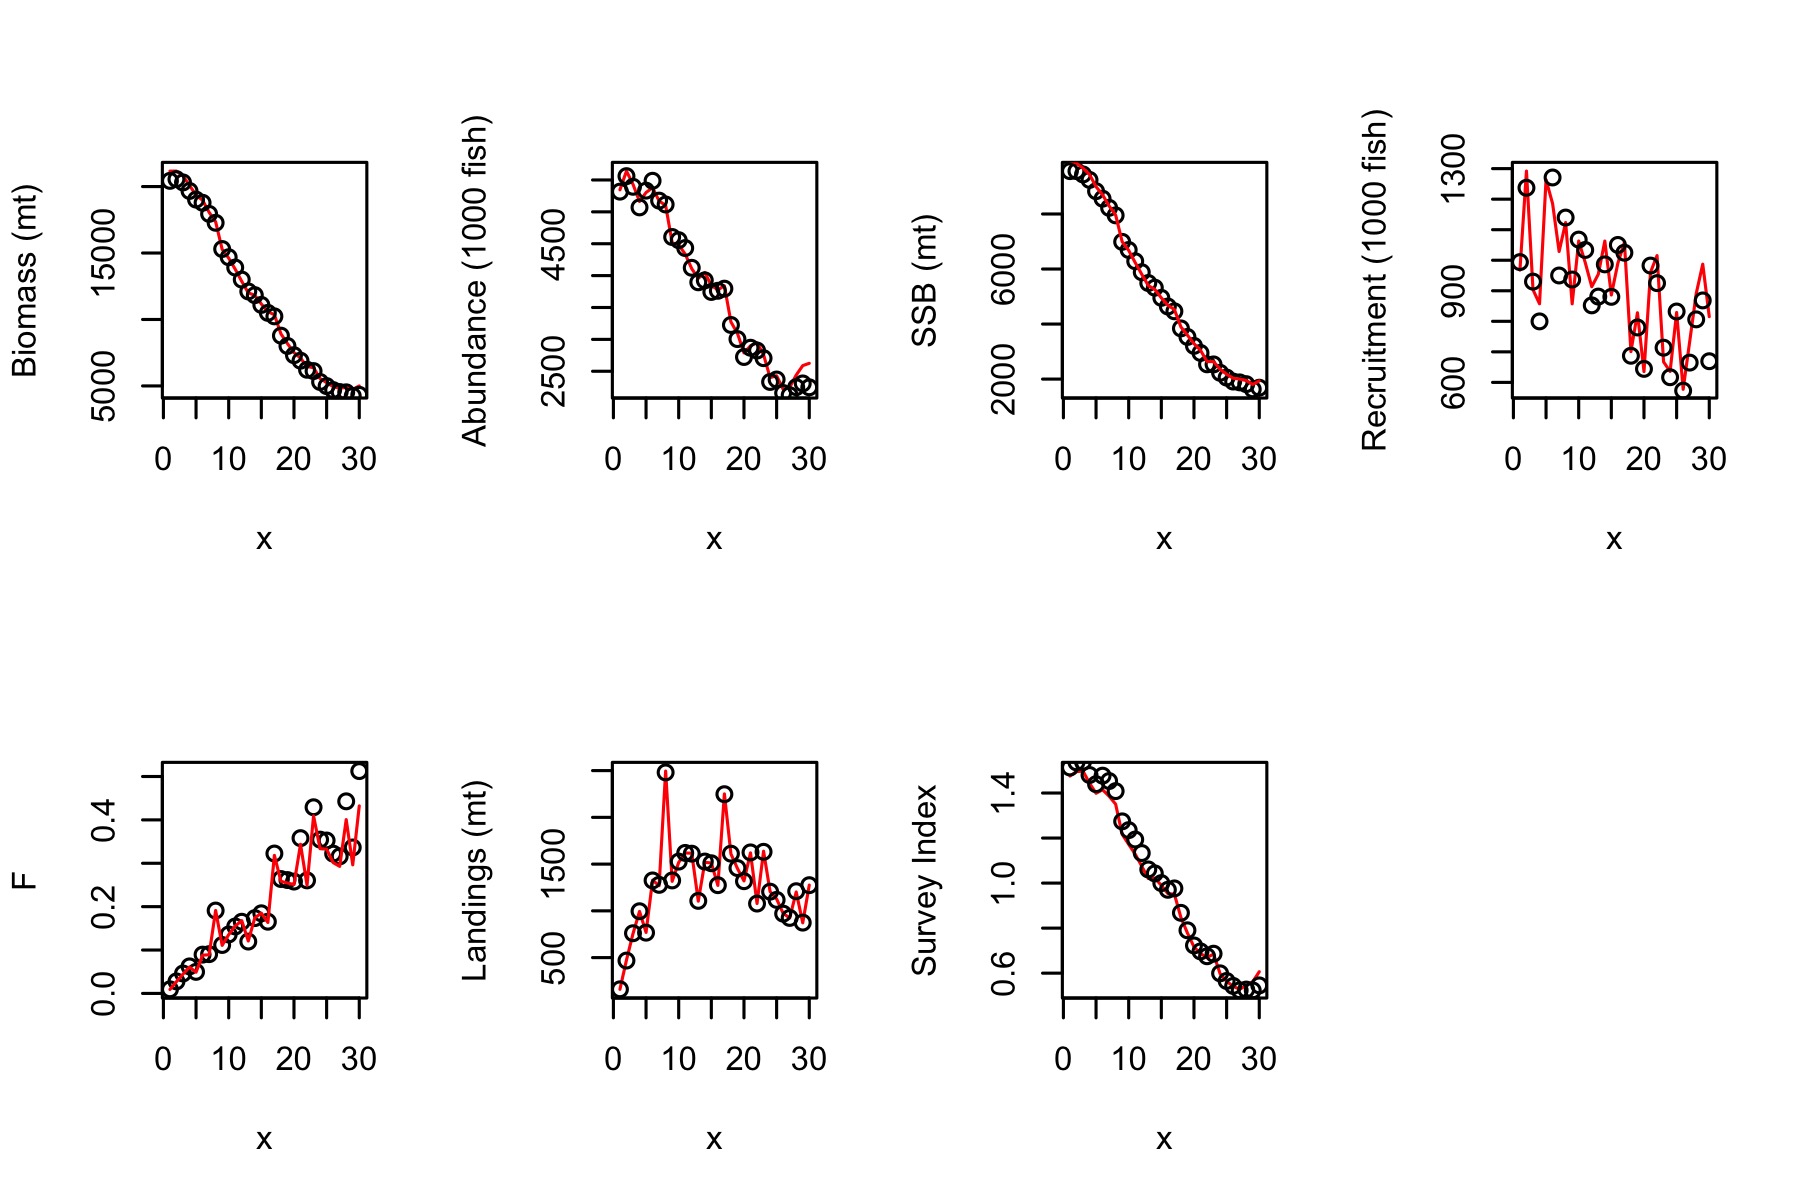 Biomass (mt)
5000 15000
0 10 20 30
x
Abundance (1000 fish)
2500 4500
0 10 20 30
x
SSB (mt)
2000 6000
0 10 20 30
x
Recruitment (1000 fish)
600 900 1300
0 10 20 30
x
F
0.0 0.2 0.4
0 10 20 30
x
Landings (mt)
500 1500
0 10 20 30
x
Survey Index
0.6 1.0 1.4
0 10 20 30
x